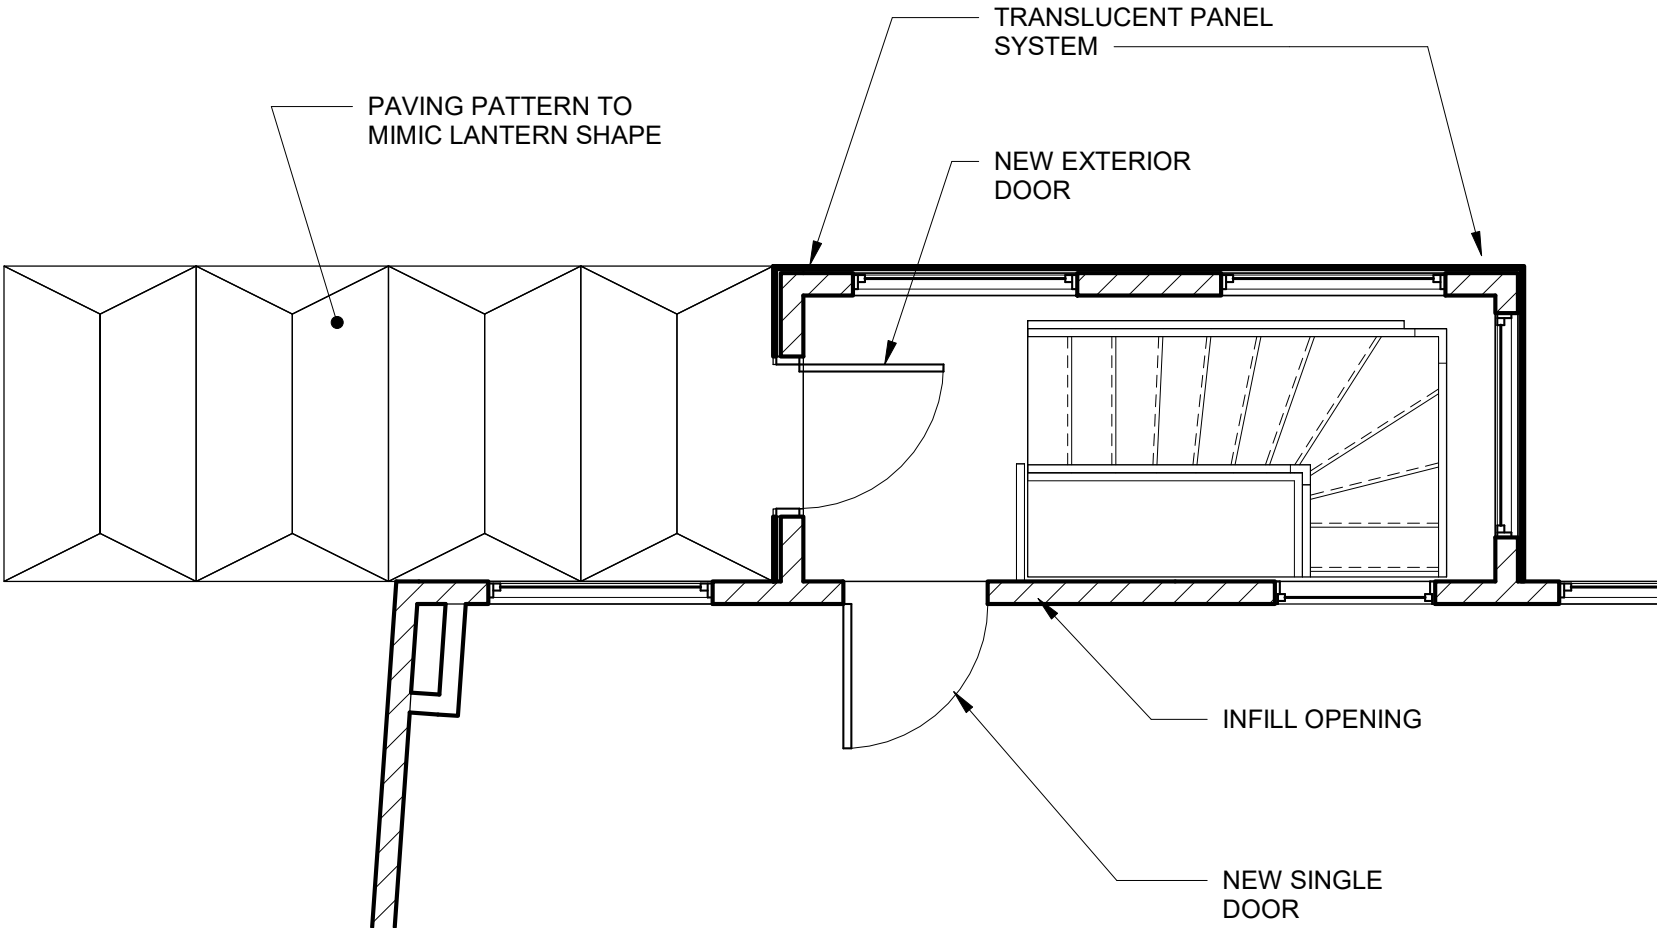 TRANSLUCENT PANEL
SYSTEM
PAVING PATTERN TO
MIMIC LANTERN SHAPE
NEW EXTERIOR
DOOR
INFILL OPENING
NEW SINGLE
DOOR